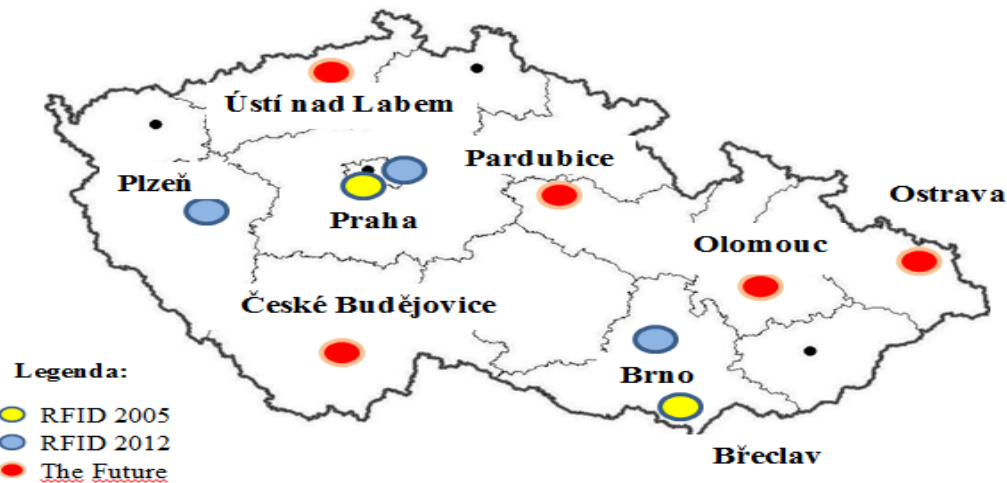 Ústí nad Labem
Pardubice
Plzeň
Ostrava
Praha
Olomouc
České Budějovice
Legenda:
Brno
RFID 2005
RFID 2012
Břeclav
The Future